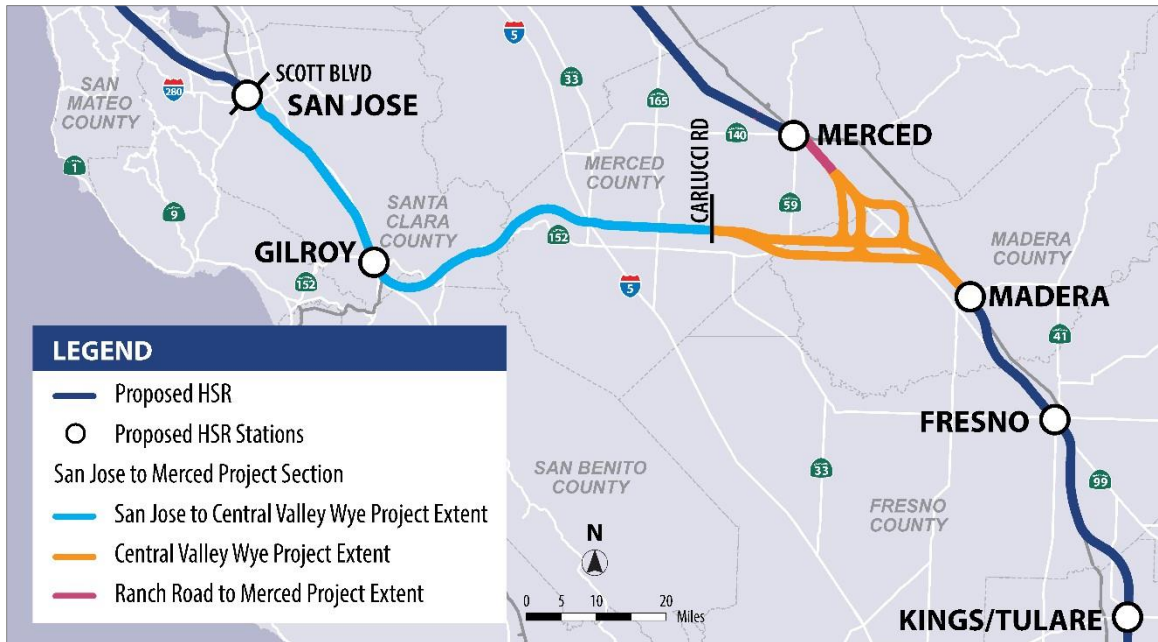 SCOTT BLVD
SAN JOSE
SAN
MATEO
COUNTY
280
5
33
165
140
MERCED
CARLUCCI RD
MERCED
COUNTY
59
1
9
SANTA
CLARA
COUNTY
152
GILROY
152
5
MADERA
COUNTY
MADERA
41
FRESNO
33
99
SAN BENITO
COUNTY
FRESNO
COUNTY
KINGS/TULARE
LEGEND
Proposed HSR
Proposed HSR Stations
San Jose to Merced Project Section
San Jose to Central Valley Wye Project Extent
Central Valley Wye Project Extent
Ranch Road to Merced Project Extent
N
0 5 10 20
Miles